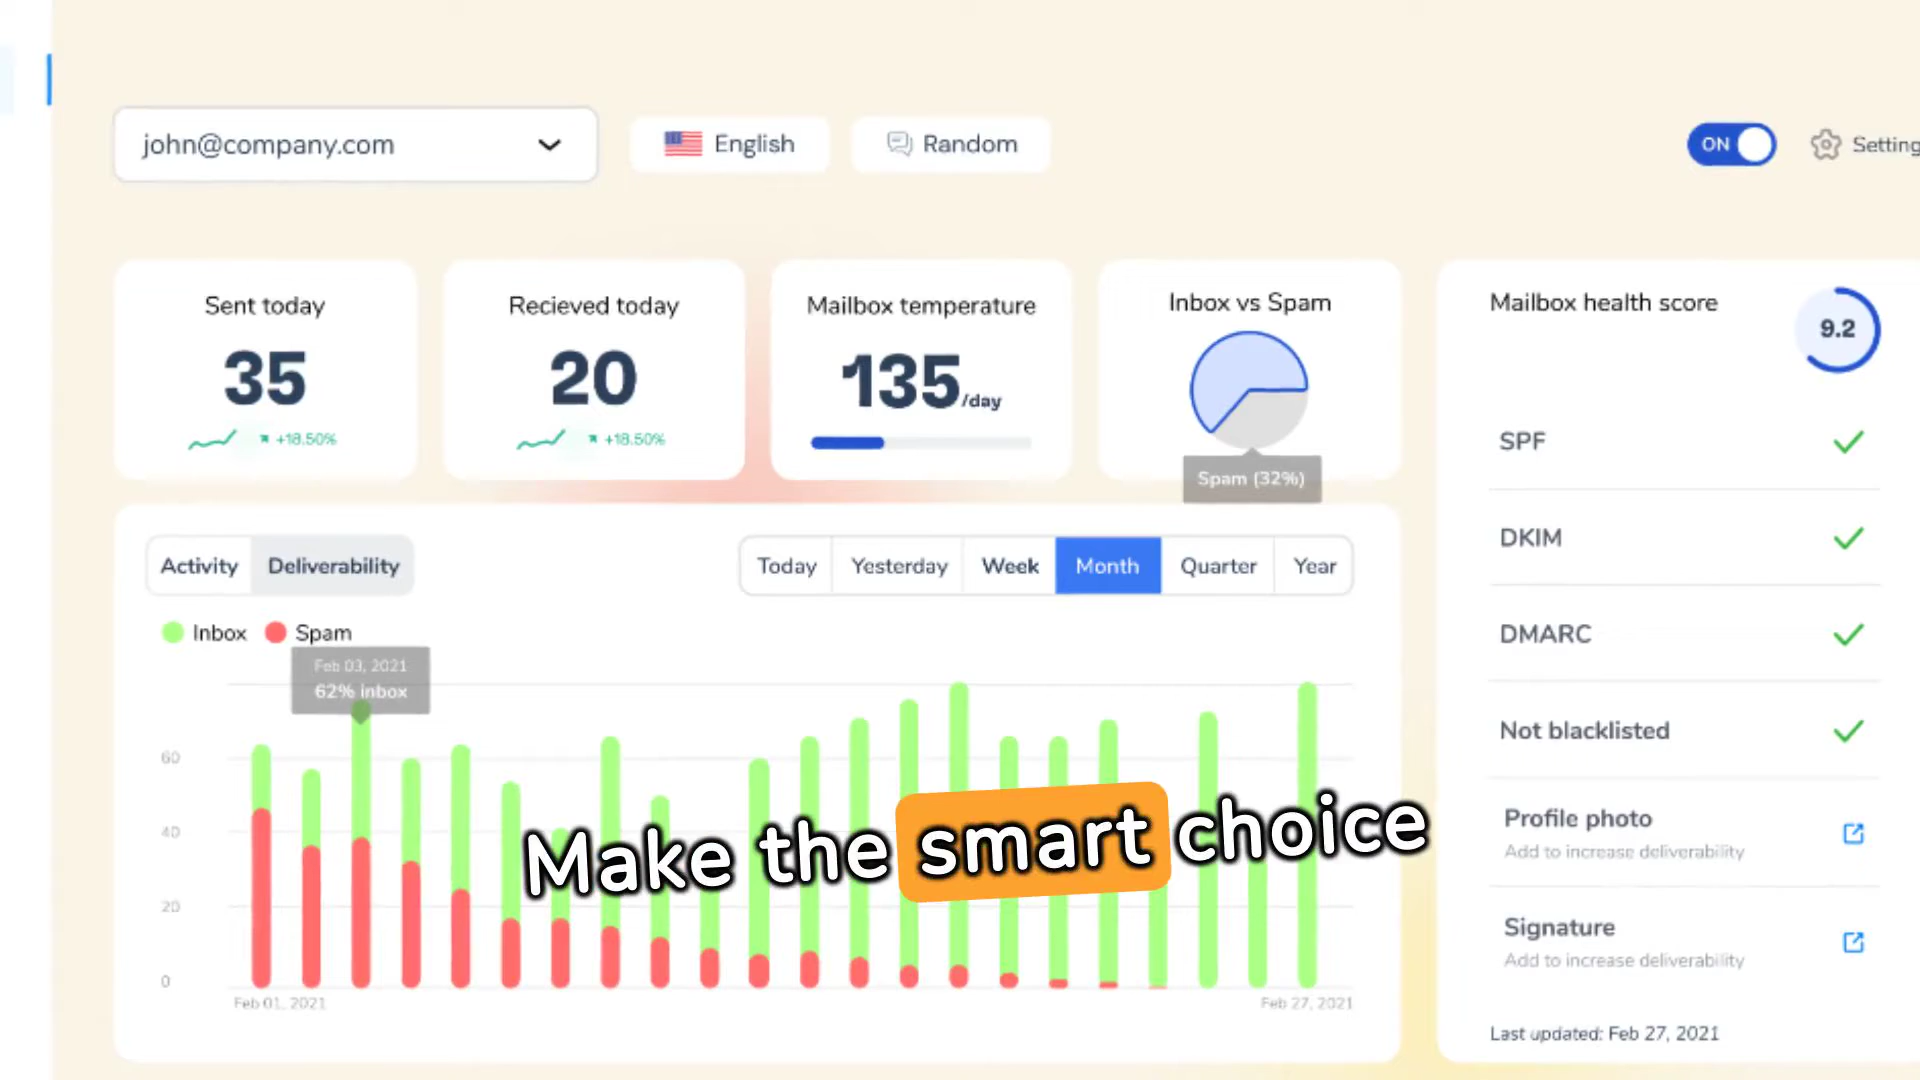 john@company.com
English
Random
ON
Setting
Sent today
35
+18.50%
Recieved today
20
+18.50%
Mailbox temperature
135/day
Inbox vs Spam
Spam (32%)
Mailbox health score
9.2
SPF
DKIM
DMARC
Not blacklisted
Profile photo
Add to increase deliverability
Signature
Add to increase deliverability
Last updated: Feb 27, 2021
Activity
Deliverability
Today
Yesterday
Week
Month
Quarter
Year
Inbox
Spam
Feb 03, 2021
62% Inbox
60
40
20
0
Feb 01, 2021
Feb 27, 2021
Make the smart choice